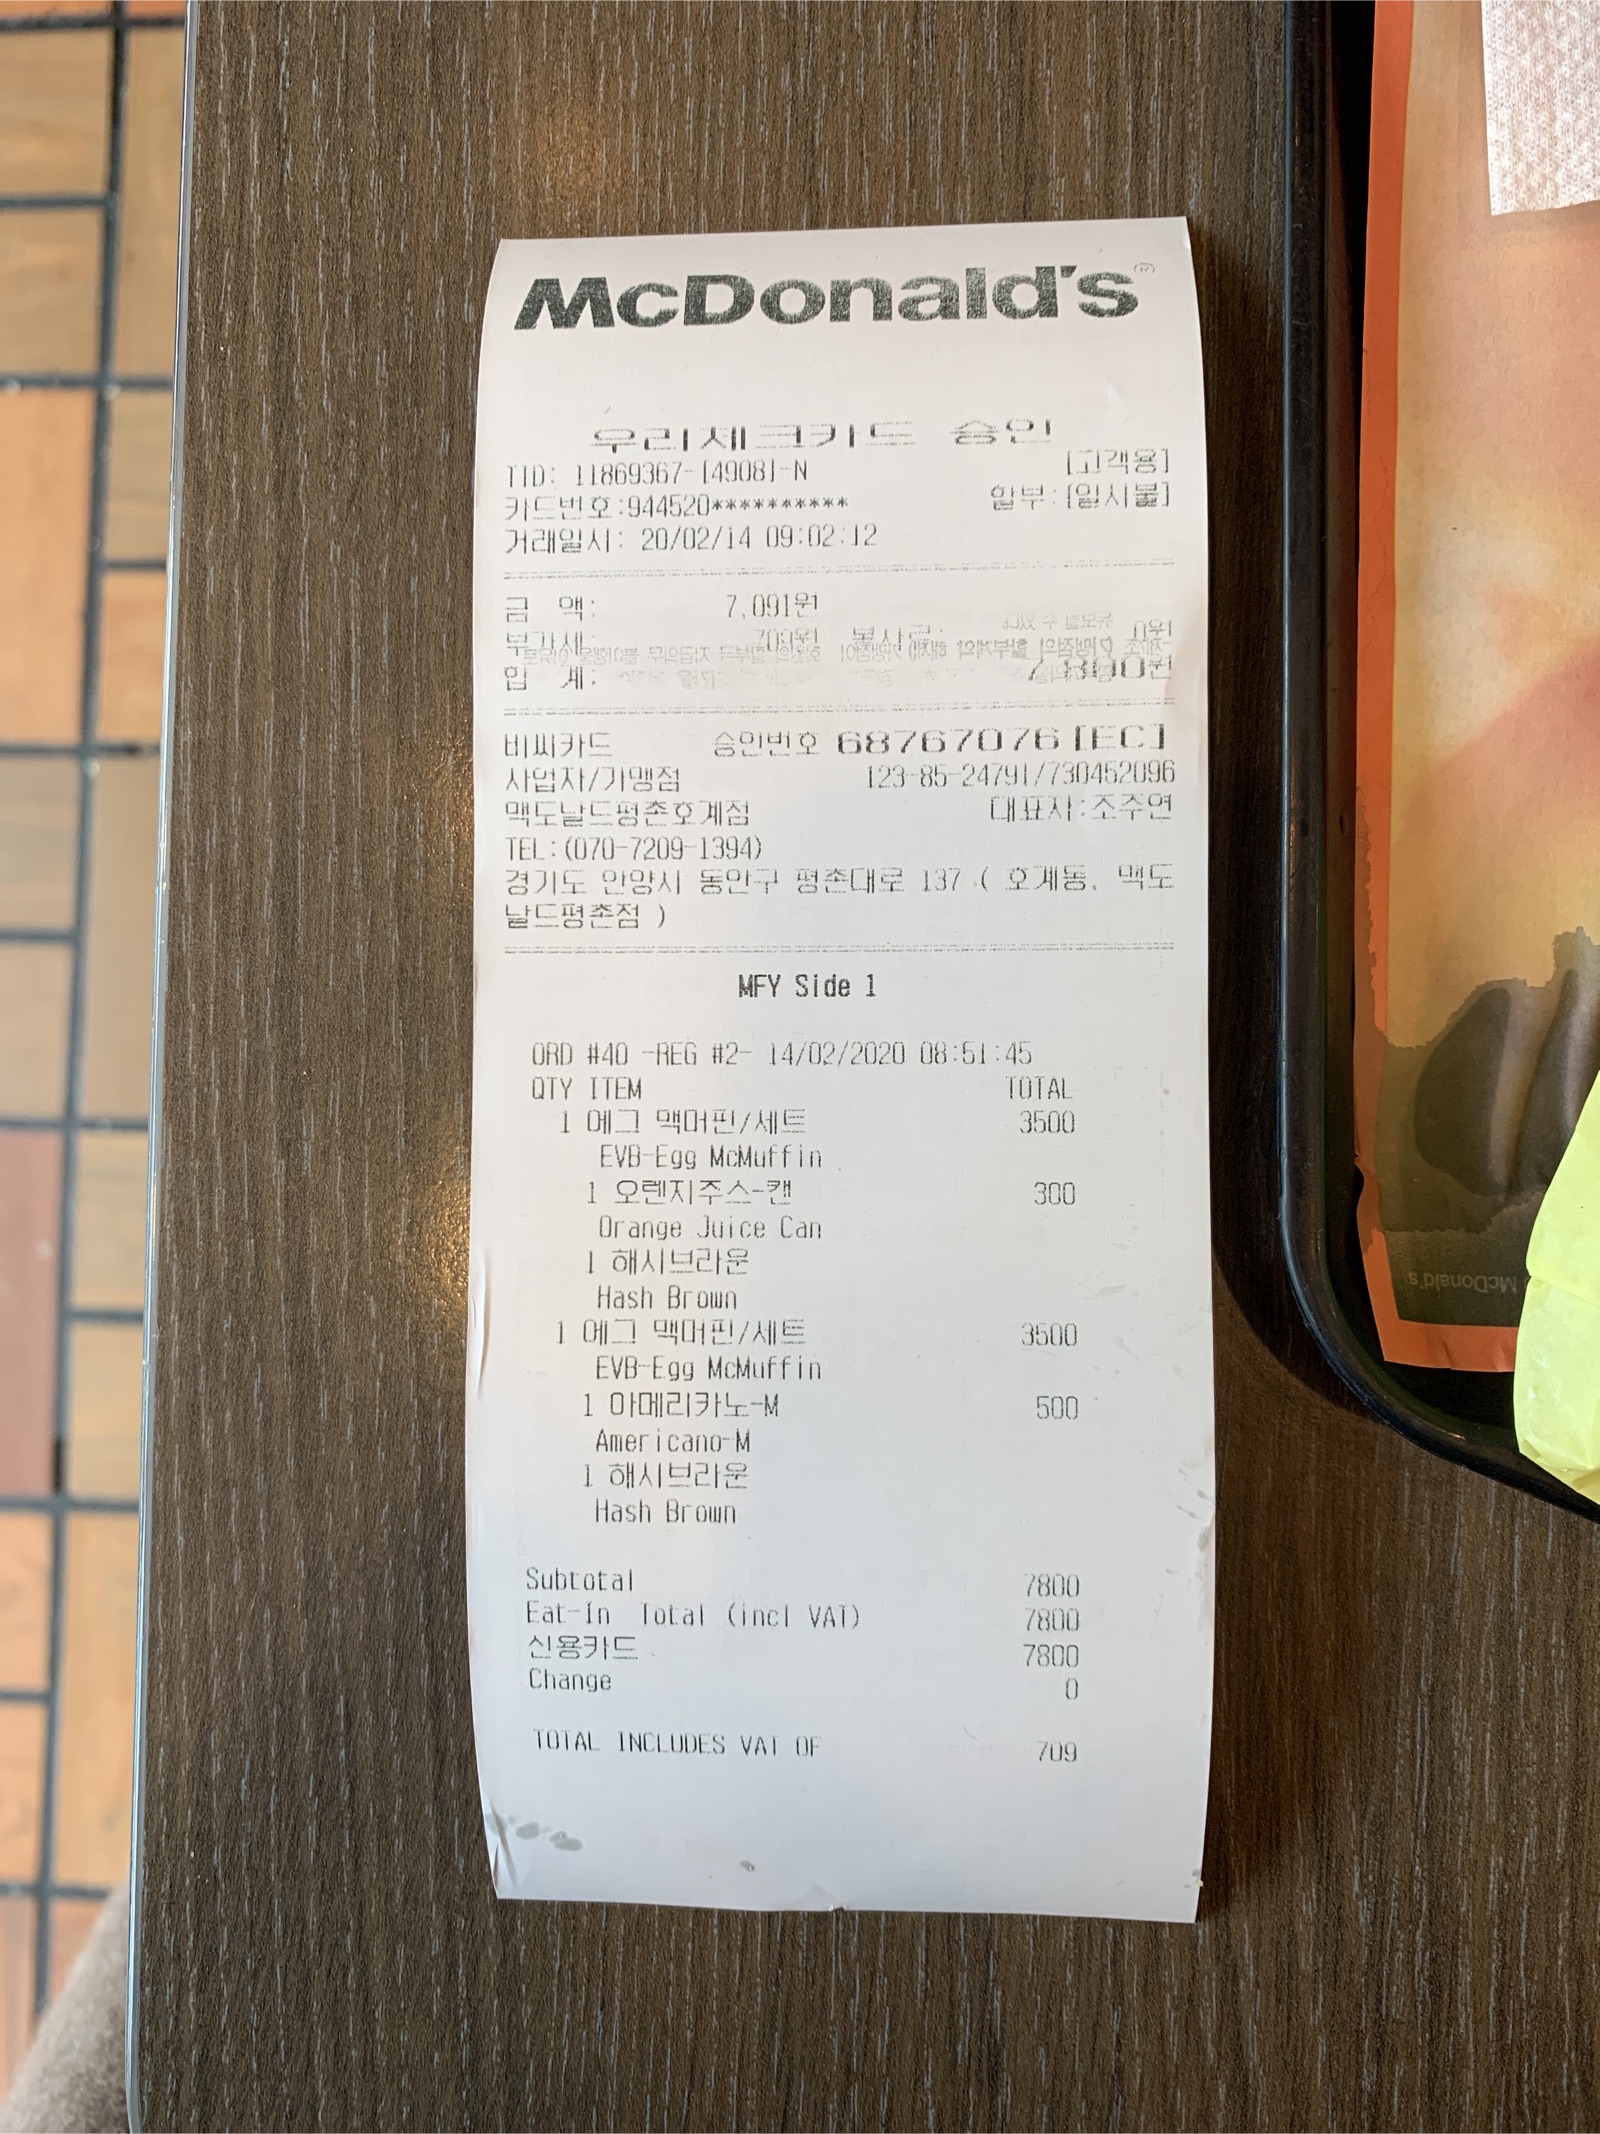 McDonald's®
우리체크카드 승인
TID: 11869367-[4908]-N [고객용]
카드번호:944520********** 할부:[일시불]
거래일시: 20/02/14 09:02:12
금 액: 7,091원
부가세: 709원 봉사료: 0원
합 계: 7,800원
비씨카드 승인번호 68767076[EC]
사업자/가맹점 123-85-24791/730452096
맥도날드평촌호계점 대표자:조주연
TEL:(070-7209-1394)
경기도 안양시 동안구 평촌대로 137 ( 호계동, 맥도
날드평촌점 )
MFY Side 1
ORD #40 -REG #2- 14/02/2020 08:51:45
QTY ITEM TOTAL
1 에그 맥머핀/세트 3500
EVB-Egg McMuffin
1 오렌지주스-캔 300
Orange Juice Can
1 해시브라운
Hash Brown
1 에그 맥머핀/세트 3500
EVB-Egg McMuffin
1 아메리카노-M 500
Americano-M
1 해시브라운
Hash Brown
Subtotal 7800
Eat-In Total (incl VAT) 7800
신용카드 7800
Change 0
TOTAL INCLUDES VAT OF 709
McDonald's